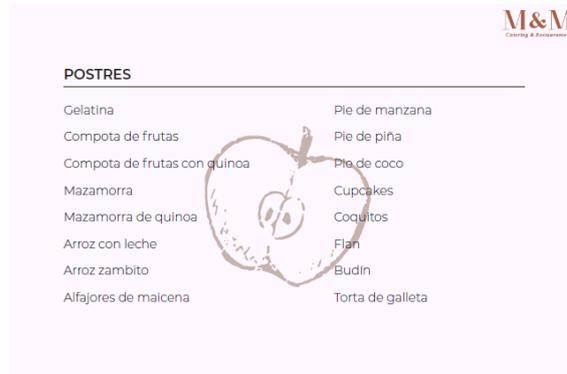 M&M
Catering & Restaurante
POSTRES
Gelatina
Compota de frutas
Compota de frutas con quinoa
Mazamorra
Mazamorra de quinoa
Arroz con leche
Arroz zambito
Alfajores de maicena
Pie de manzana
Pie de piña
Pie de coco
Cupcakes
Coquitos
Flan
Budín
Torta de galleta